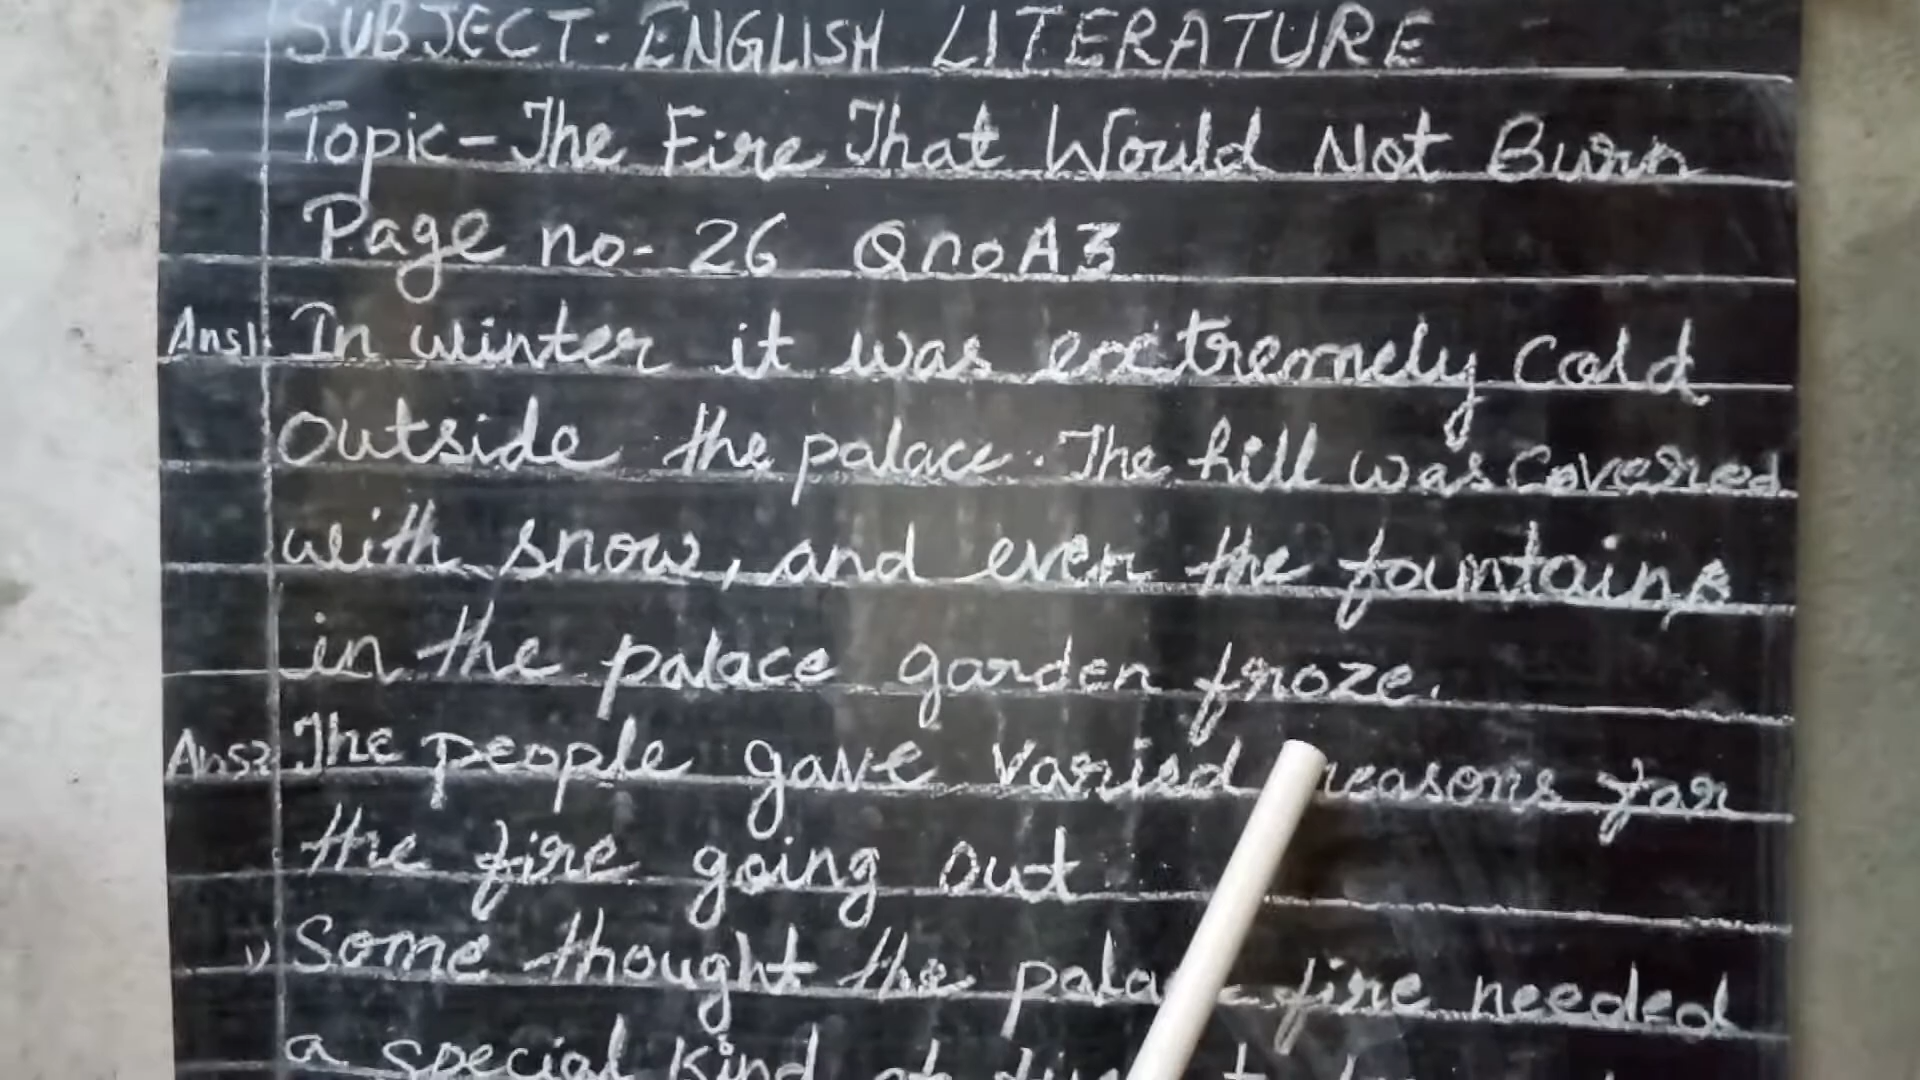 SUBJECT- ENGLISH LITERATURE
Topic-The Fire That Would Not Burn
Page no- 26 QnoA3
Ans1. In winter it was extremely cold
outside the palace. The hill was covered
with snow, and even the fountains
in the palace garden froze.
Ans2. The people gave varied reasons for
the fire going out
1) Some thought the palace fire needed
a special kind of